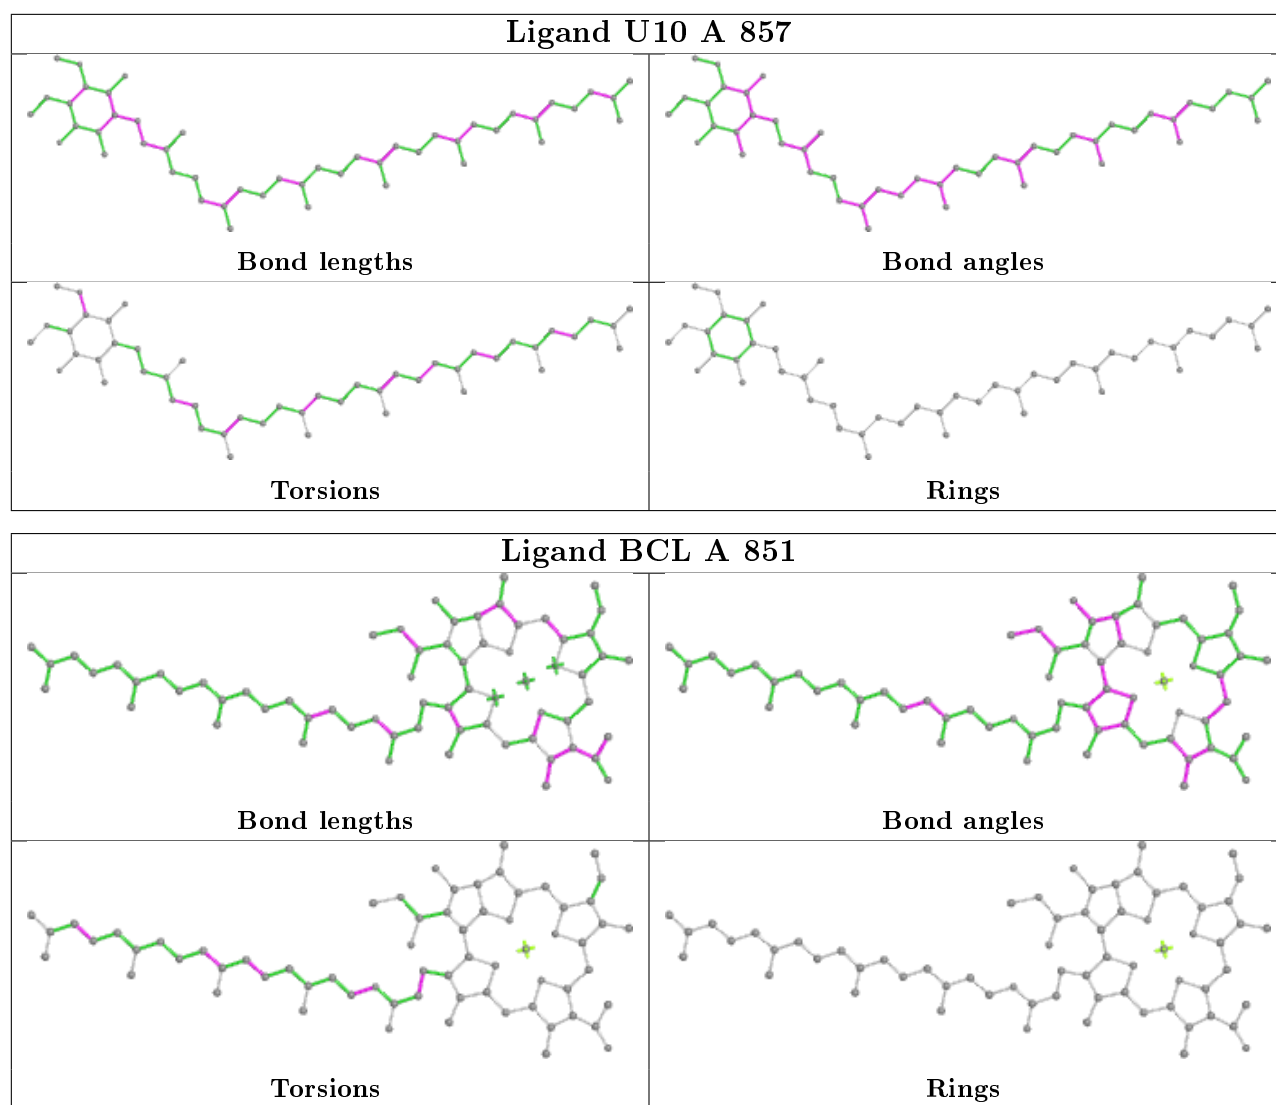 Ligand U10 A 857
Bond lengths
Bond angles
Torsions
Rings
Ligand BCL A 851
Bond lengths
Bond angles
Torsions
Rings